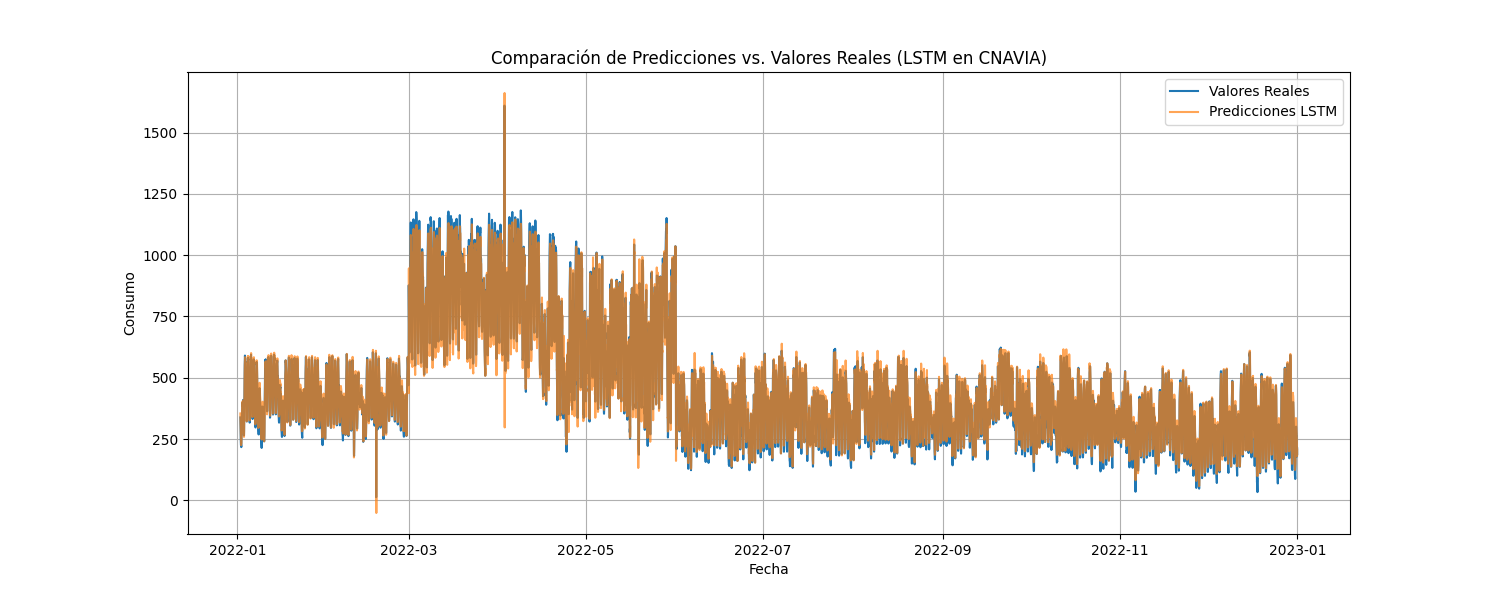 Comparación de Predicciones vs. Valores Reales (LSTM en CNAVIA)
Valores Reales
Predicciones LSTM
1500
1250
1000
750
500
250
0
Consumo
2022-01 2022-03 2022-05 2022-07 2022-09 2022-11 2023-01
Fecha